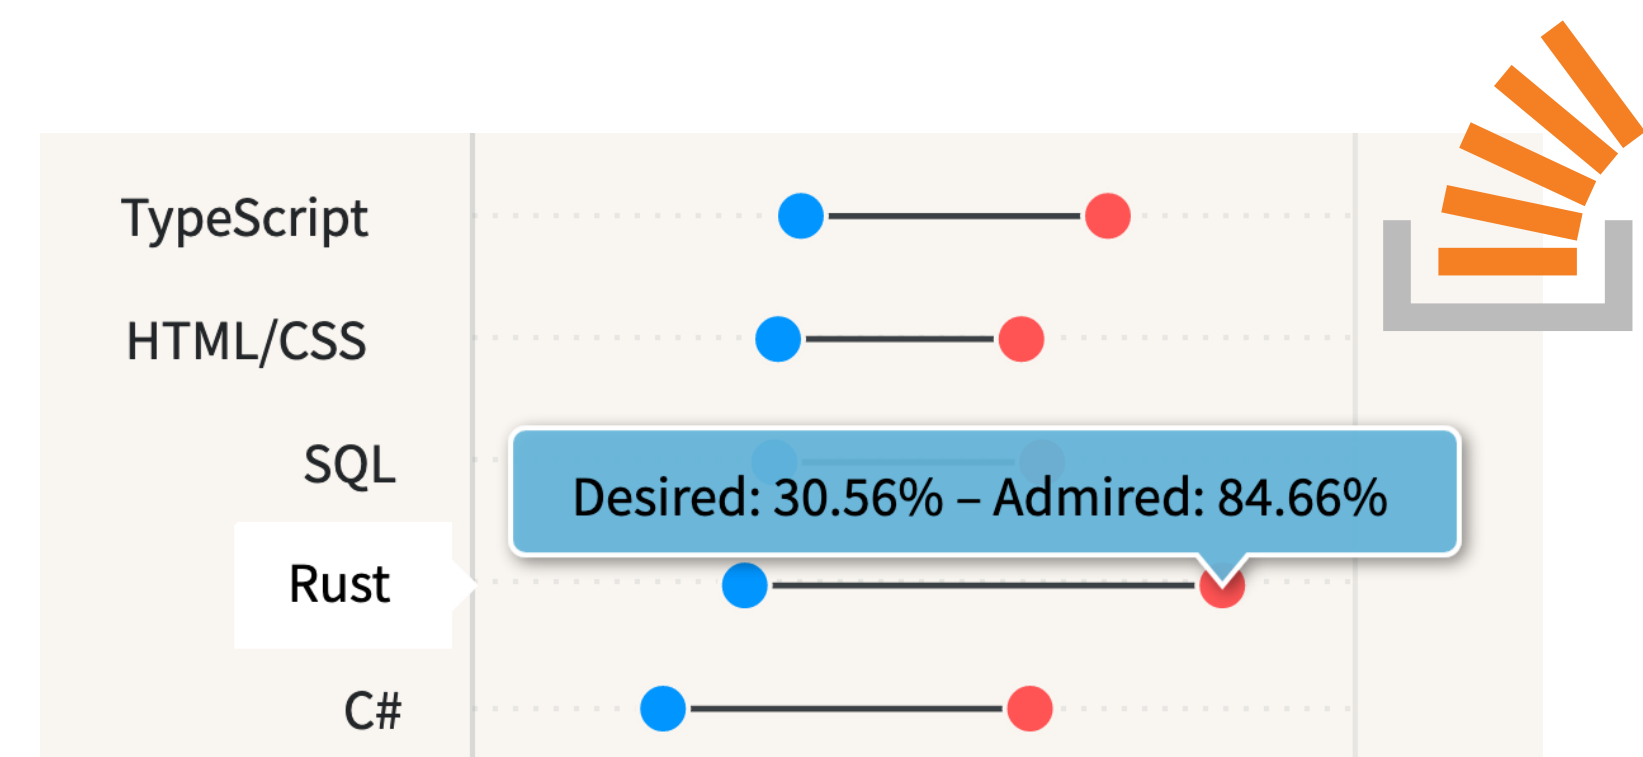 TypeScript
HTML/CSS
SQL
Desired: 30.56% – Admired: 84.66%
Rust
C#